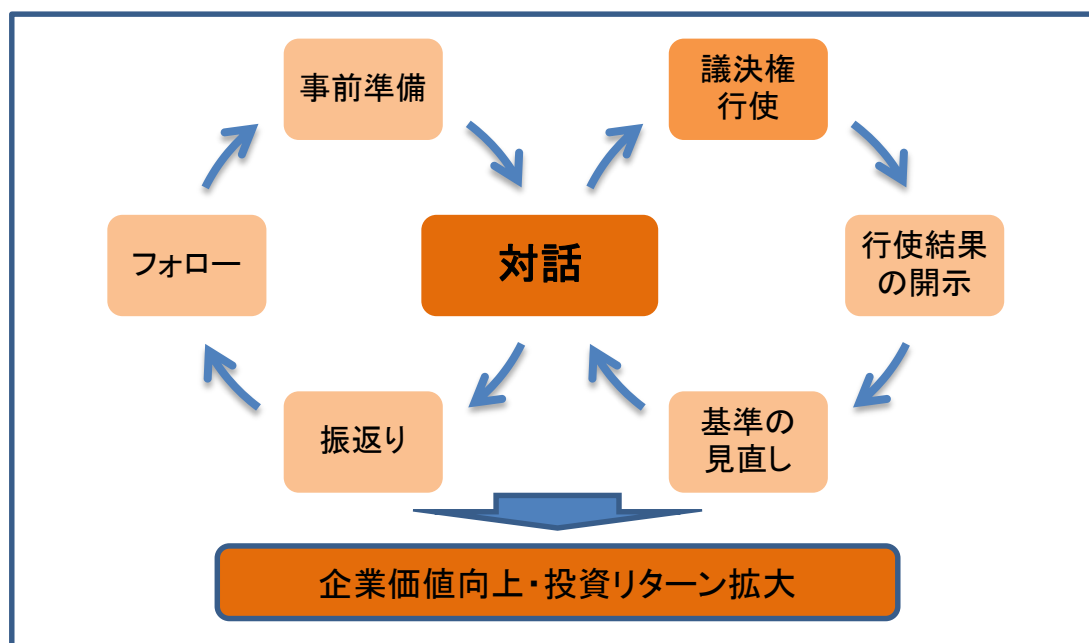 事前準備
議決権
行使
フォロー
対話
行使結果
の開示
振返り
基準の
見直し
企業価値向上・投資リターン拡大